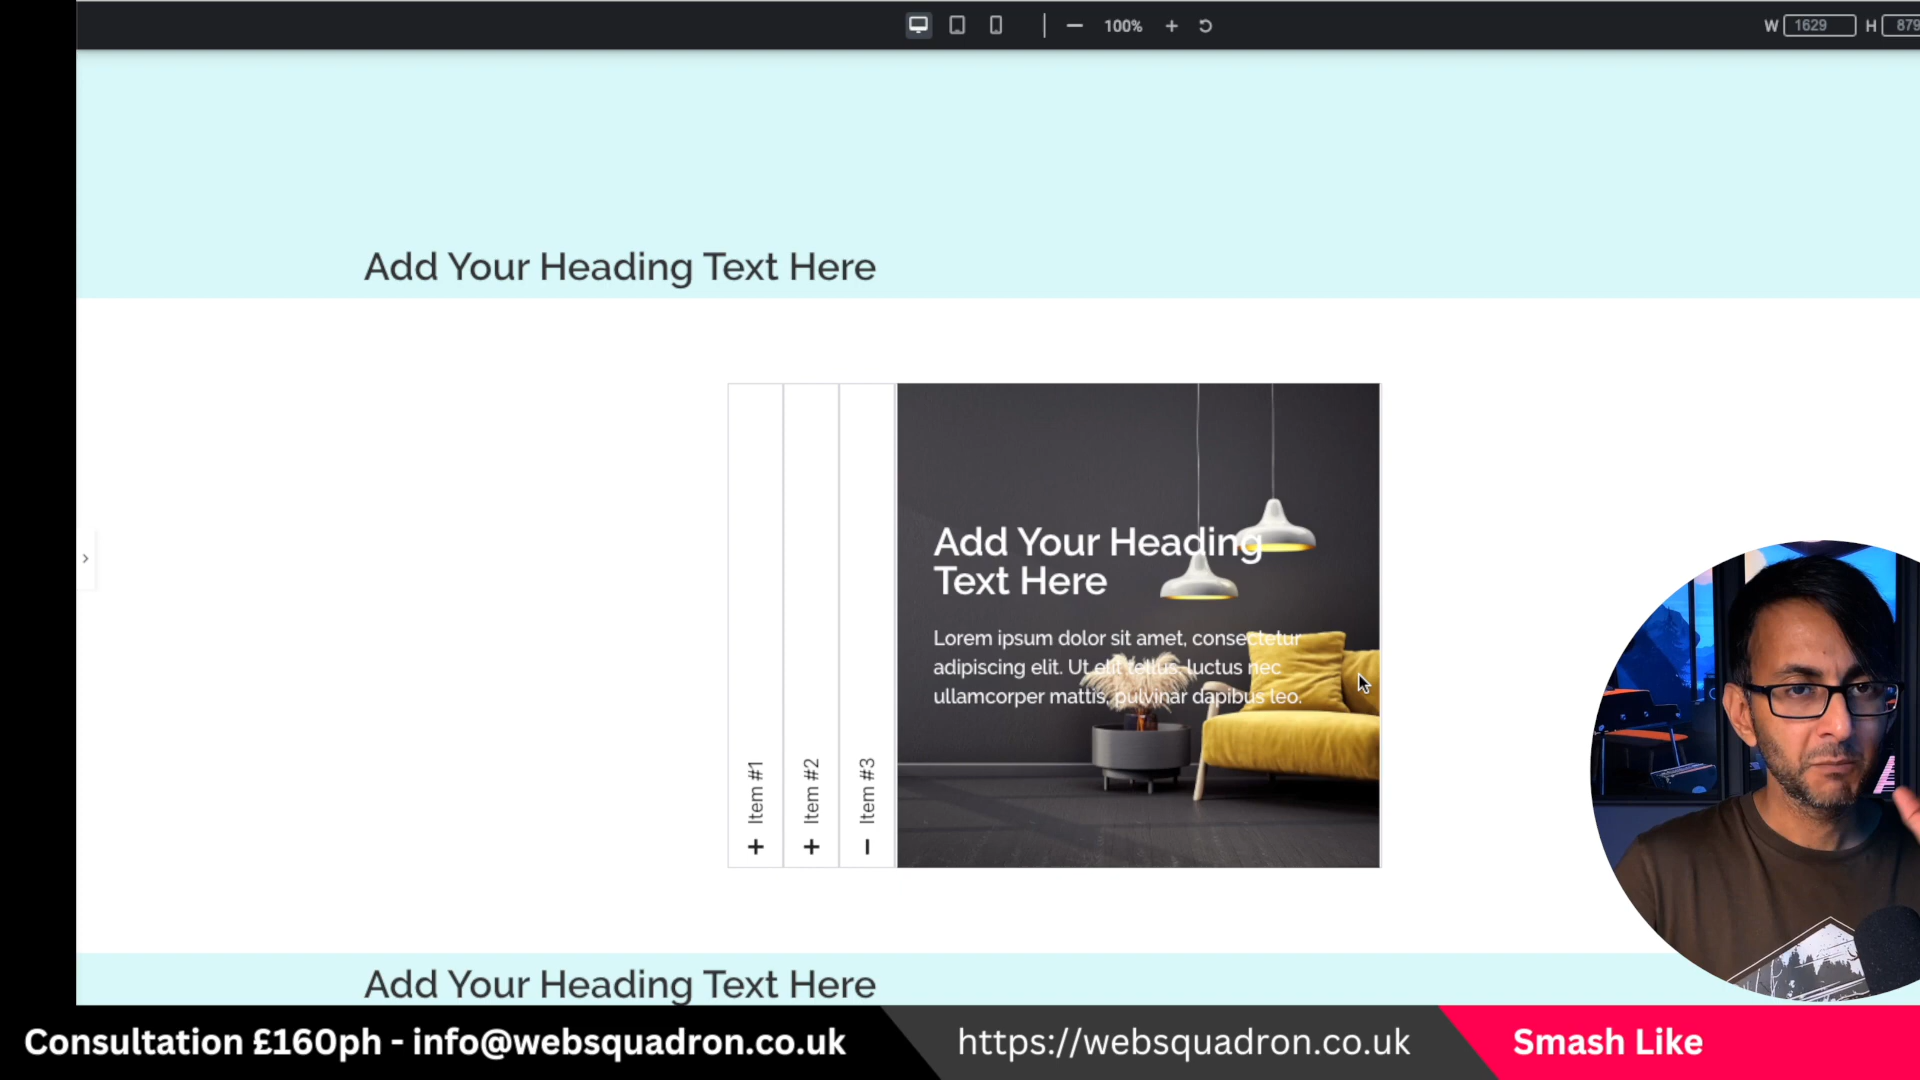 100%
W 1629 H 879
Add Your Heading Text Here
Item #1
Item #2
Item #3
Add Your Heading
Text Here
Lorem ipsum dolor sit amet, consectetur
adipiscing elit. Ut elit tellus, luctus nec
ullamcorper mattis, pulvinar dapibus leo.
Add Your Heading Text Here
Consultation £160ph - info@websquadron.co.uk
https://websquadron.co.uk
Smash Like